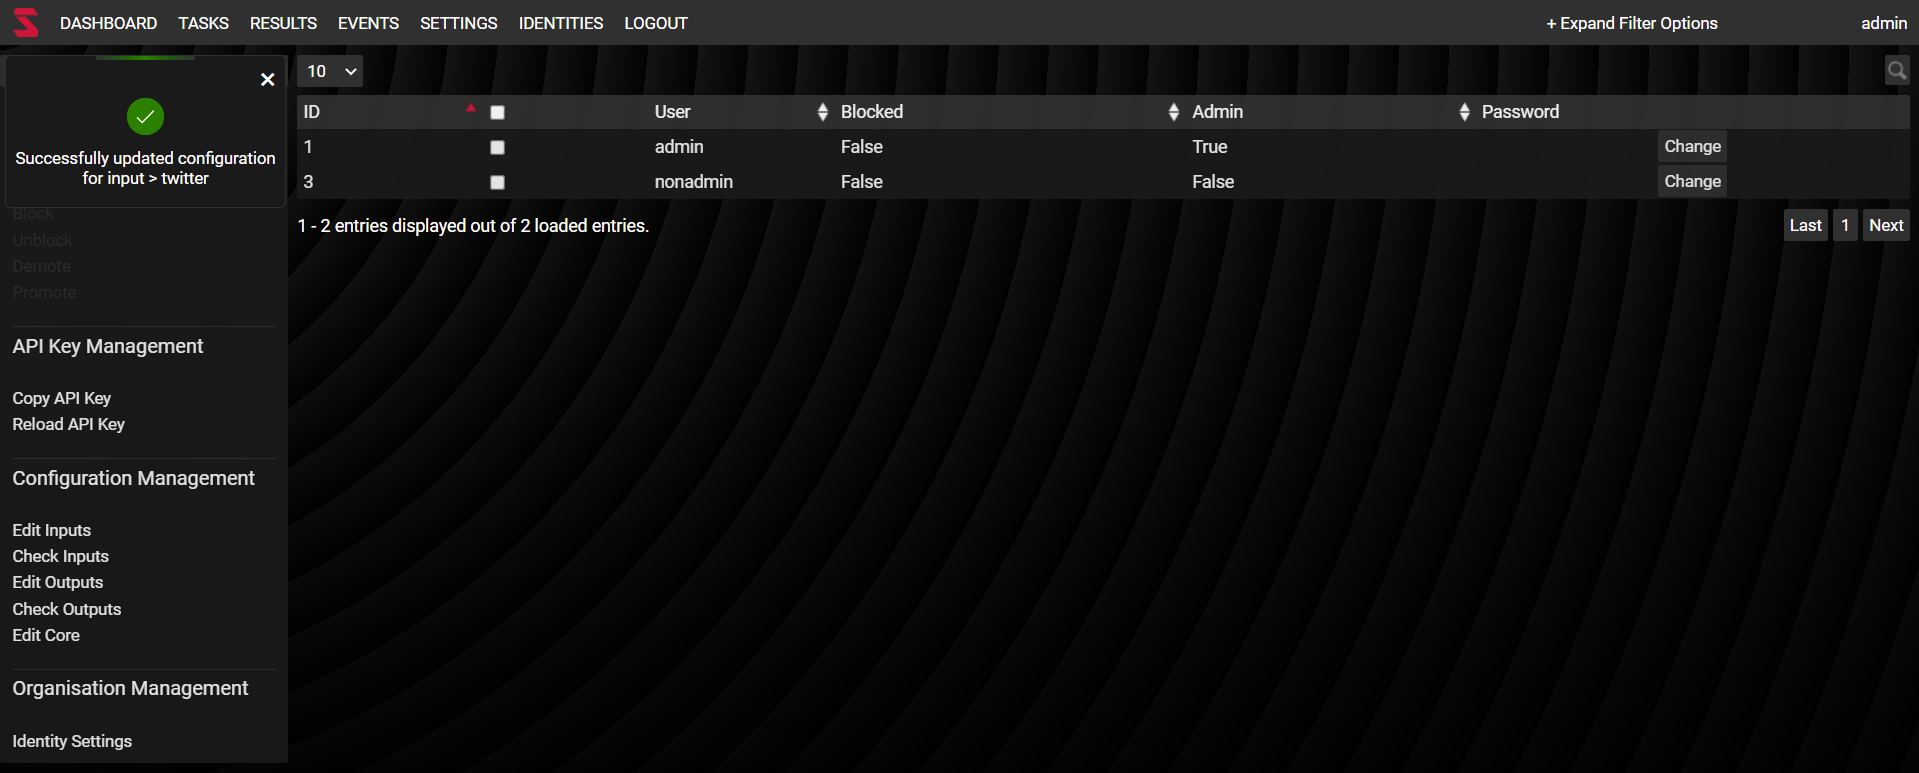 DASHBOARD TASKS RESULTS EVENTS SETTINGS IDENTITIES LOGOUT + Expand Filter Options admin
Successfully updated configuration
for input > twitter
Block
Unblock
Demote
Promote
API Key Management
Copy API Key
Reload API Key
Configuration Management
Edit Inputs
Check Inputs
Edit Outputs
Check Outputs
Edit Core
Organisation Management
Identity Settings
10
ID User Blocked Admin Password
1 admin False True Change
3 nonadmin False False Change
1 - 2 entries displayed out of 2 loaded entries. Last 1 Next